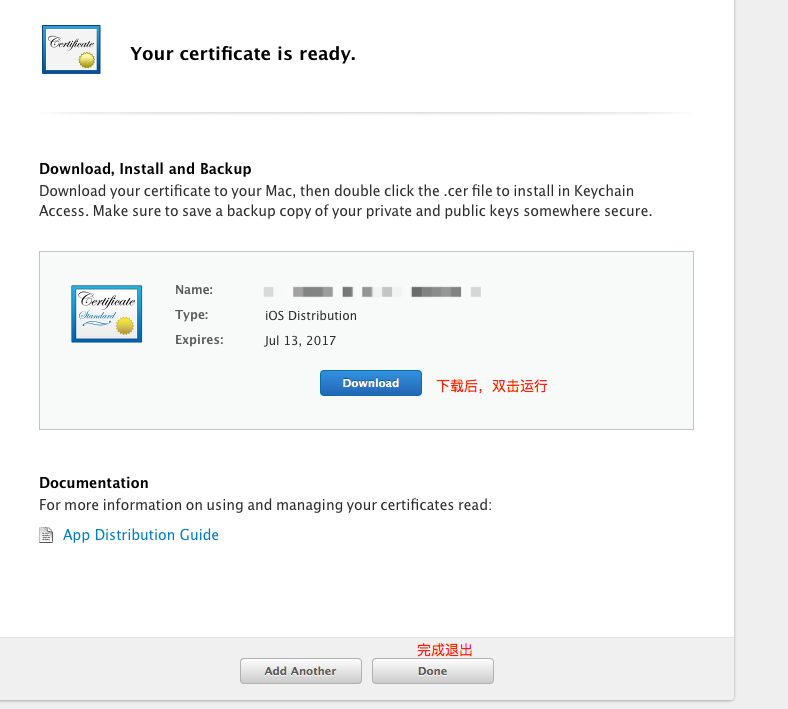 Certificate
Your certificate is ready.
Download, Install and Backup
Download your certificate to your Mac, then double click the .cer file to install in Keychain
Access. Make sure to save a backup copy of your private and public keys somewhere secure.
Certificate
Standard
Name:
Type: iOS Distribution
Expires: Jul 13, 2017
Download 下载后，双击运行
Documentation
For more information on using and managing your certificates read:
App Distribution Guide
完成退出
Add Another Done